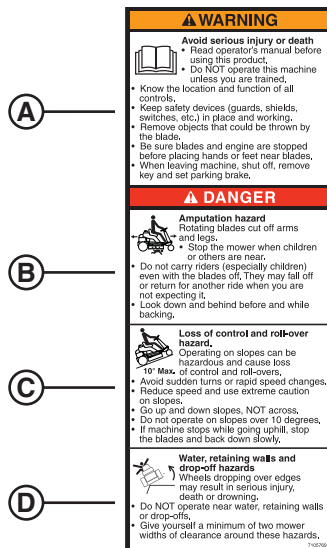 WARNING
Avoid serious injury or death
• Read operator's manual before
using this product.
• Do NOT operate this machine
unless you are trained.
• Know the location and function of all
controls.
• Keep safety devices (guards, shields,
switches, etc.) in place and working.
• Remove objects that could be thrown by
the blade.
• Be sure blades and engine are stopped
before placing hands or feet near blades.
• When leaving machine, shut off, remove
key and set parking brake.
A
DANGER
Amputation hazard
Rotating blades cut off arms
and legs.
• Stop the mower when children
or others are near.
• Do not carry riders (especially children)
even with the blades off. They may fall off
or return for another ride when you are
not expecting it.
• Look down and behind before and while
backing.
B
Loss of control and roll-over
hazard.
Operating on slopes can be
hazardous and cause loss
of control and roll-overs.
10° Max.
• Avoid sudden turns or rapid speed changes.
• Reduce speed and use extreme caution
on slopes.
• Go up and down slopes, NOT across.
• Do not operate on slopes over 10 degrees.
• If machine stops while going uphill, stop
the blades and back down slowly.
C
Water, retaining walls and
drop-off hazards
Wheels dropping over edges
may result in serious injury,
death or drowning.
• Do NOT operate near water, retaining walls
or drop-offs.
• Give yourself a minimum of two mower
widths of clearance around these hazards.
D
7105769